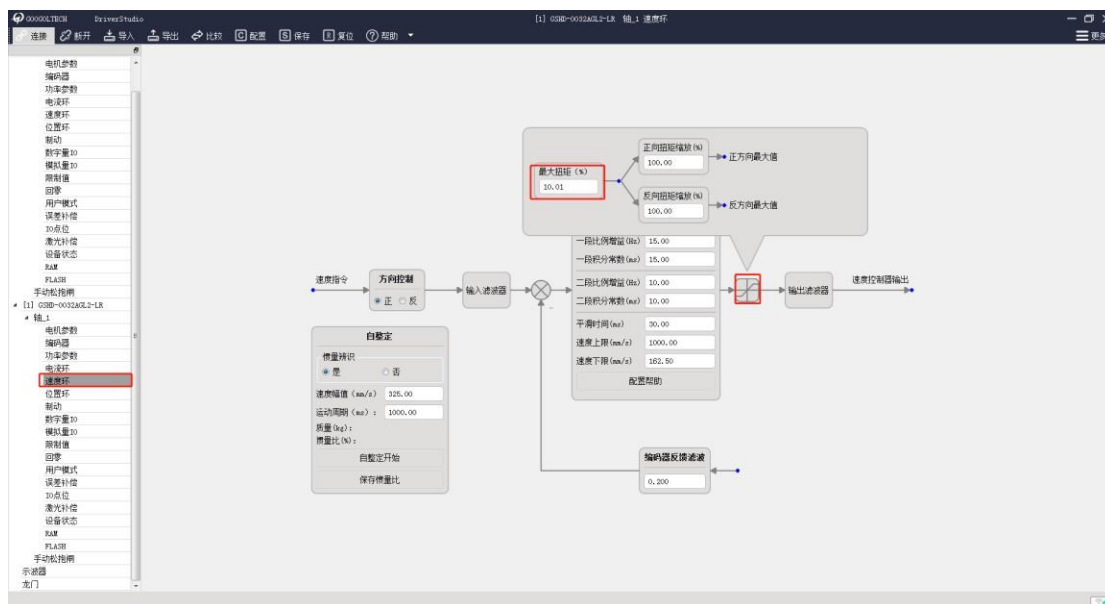 GOOGOLTECH DriverStudio
[1] GSHD-0032AGL2-LR 轴_1 速度环
连接 断开 导入 导出 比较 C 配置 S 保存 R 复位 ? 帮助
更多
电机参数
编码器
功率参数
电流环
速度环
位置环
制动
数字量IO
模拟量IO
限制值
回零
用户模式
误差补偿
IO点位
激光补偿
设备状态
RAM
FLASH
手动松抱闸
[1] GSHD-0032AGL2-LR
轴_1
电机参数
编码器
功率参数
电流环
速度环
位置环
制动
数字量IO
模拟量IO
限制值
回零
用户模式
误差补偿
IO点位
激光补偿
设备状态
RAM
FLASH
手动松抱闸
示波器
龙门
最大扭矩 (%)
10.01
正向扭矩缩放(%)
100.00
正方向最大值
反向扭矩缩放(%)
100.00
反方向最大值
速度指令
方向控制
正 反
输入滤波器
一段比例增益(Hz) 15.00
一段积分常数(ms) 15.00
二段比例增益(Hz) 10.00
二段积分常数(ms) 10.00
平滑时间(ms) 30.00
速度上限(mm/s) 1000.00
速度下限(mm/s) 162.50
配置帮助
输出滤波器
速度控制器输出
自整定
惯量辨识
是 否
速度幅值 (mm/s) 325.00
运动周期 (ms) : 1000.00
质量(kg):
惯量比(%):
自整定开始
保存惯量比
编码器反馈滤波
0.200